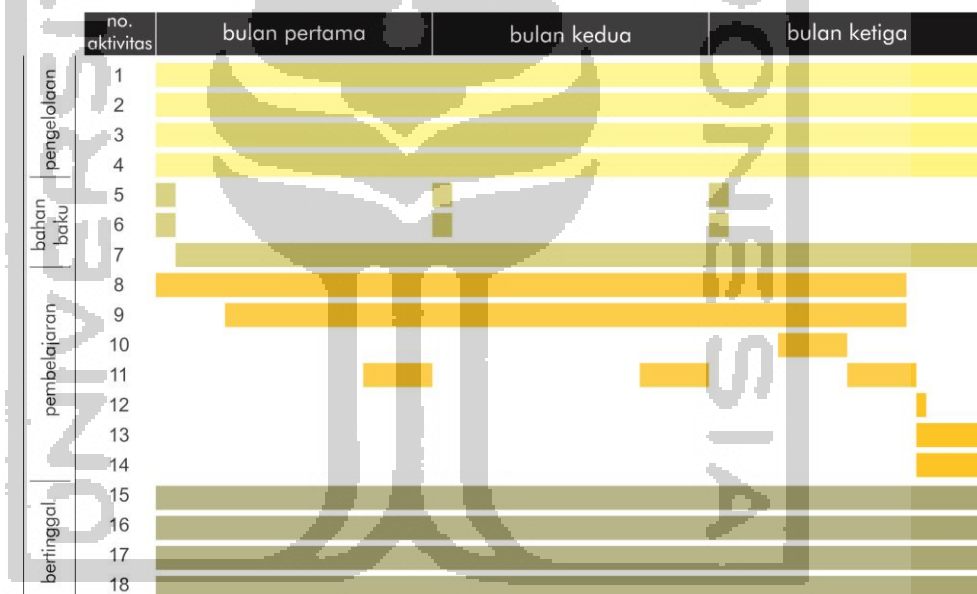 no. aktivitas
bulan pertama
bulan kedua
bulan ketiga
pengelolaan
1
2
3
4
bahan baku
5
6
7
pembelajaran
8
9
10
11
12
13
14
bertinggal
15
16
17
18